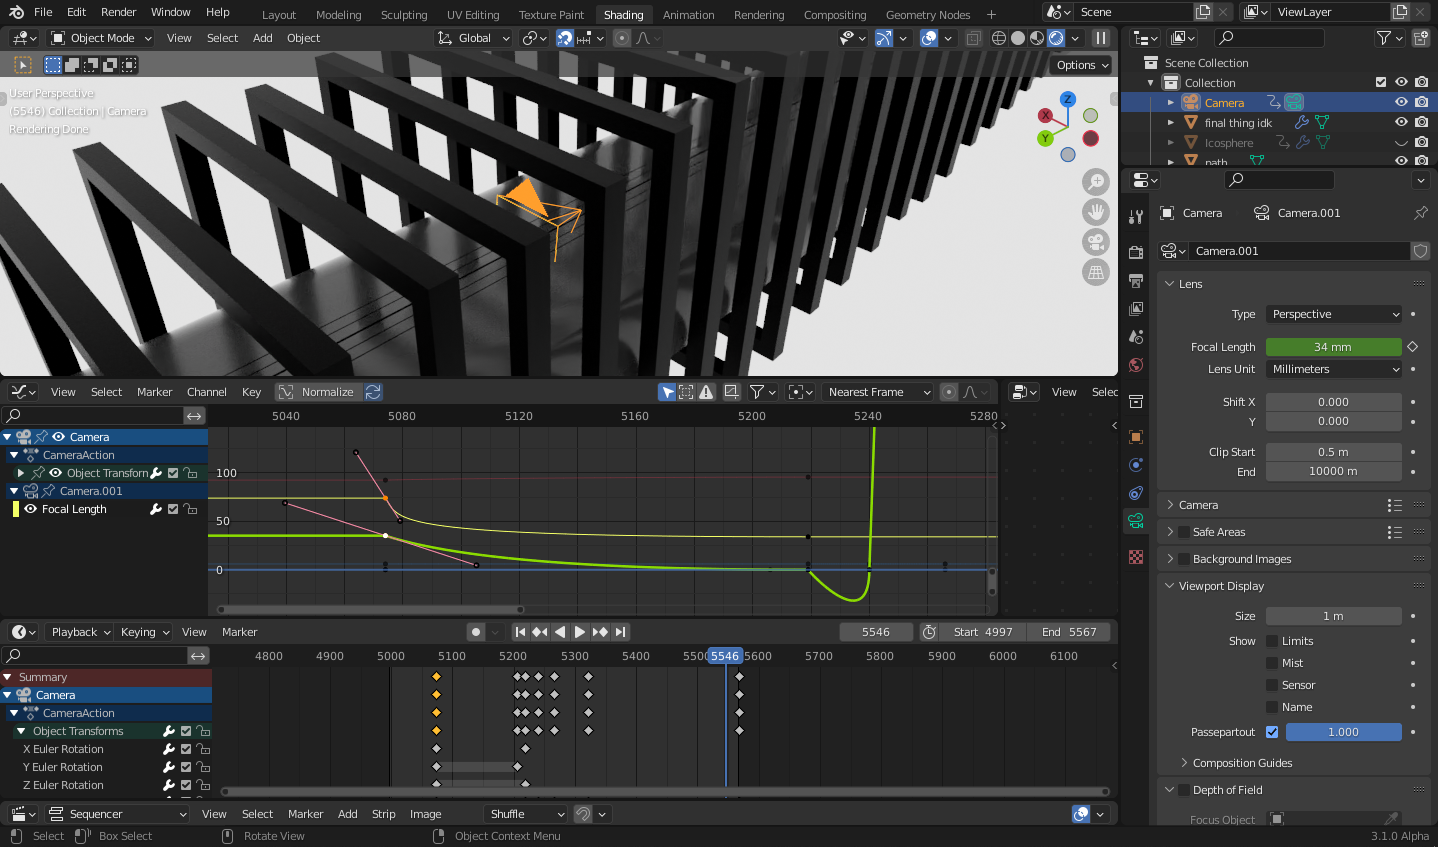 File Edit Render Window Help Layout Modeling Sculpting UV Editing Texture Paint Shading Animation Rendering Compositing Geometry Nodes + Scene ViewLayer
Object Mode View Select Add Object Global
Options
User Perspective
(5546) Collection | Camera
Rendering Done
Z
X
Y
Scene Collection
Collection
Camera
final thing idk
Icosphere
path
Camera Camera.001
Camera.001
Lens
Type Perspective
Focal Length 34 mm
Lens Unit Millimeters
Shift X 0.000
Y 0.000
Clip Start 0.5 m
End 10000 m
Camera
Safe Areas
Background Images
Viewport Display
Size 1 m
Show Limits
Mist
Sensor
Name
Passepartout 1.000
Composition Guides
Depth of Field
Focus Object
View Select Marker Channel Key Normalize Nearest Frame View Selec
5040 5080 5120 5160 5200 5240 5280
Camera
CameraAction
Object Transform
Camera.001
Focal Length
100
50
0
Playback Keying View Marker 5546 Start 4997 End 5567
4800 4900 5000 5100 5200 5300 5400 5500 5546 5600 5700 5800 5900 6000 6100
Summary
Camera
CameraAction
Object Transforms
X Euler Rotation
Y Euler Rotation
Z Euler Rotation
Sequencer View Select Marker Add Strip Image Shuffle
Select Box Select Rotate View Object Context Menu 3.1.0 Alpha